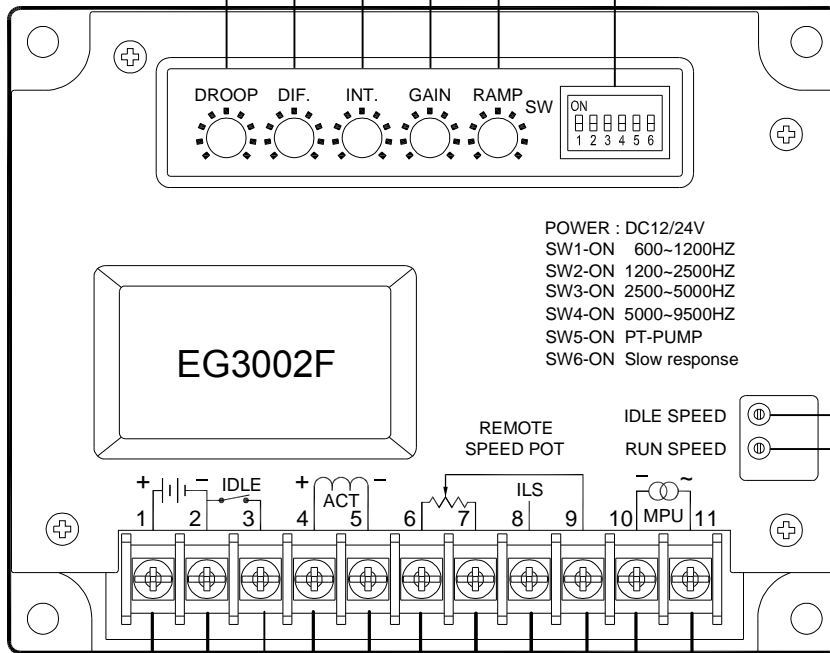 DROOP DIF. INT. GAIN RAMP SW
ON
1 2 3 4 5 6
POWER : DC12/24V
SW1-ON 600~1200HZ
SW2-ON 1200~2500HZ
SW3-ON 2500~5000HZ
SW4-ON 5000~9500HZ
SW5-ON PT-PUMP
SW6-ON Slow response
EG3002F
IDLE SPEED
RUN SPEED
REMOTE
SPEED POT
+ − IDLE + ACT − ILS − MPU ~
1 2 3 4 5 6 7 8 9 10 11